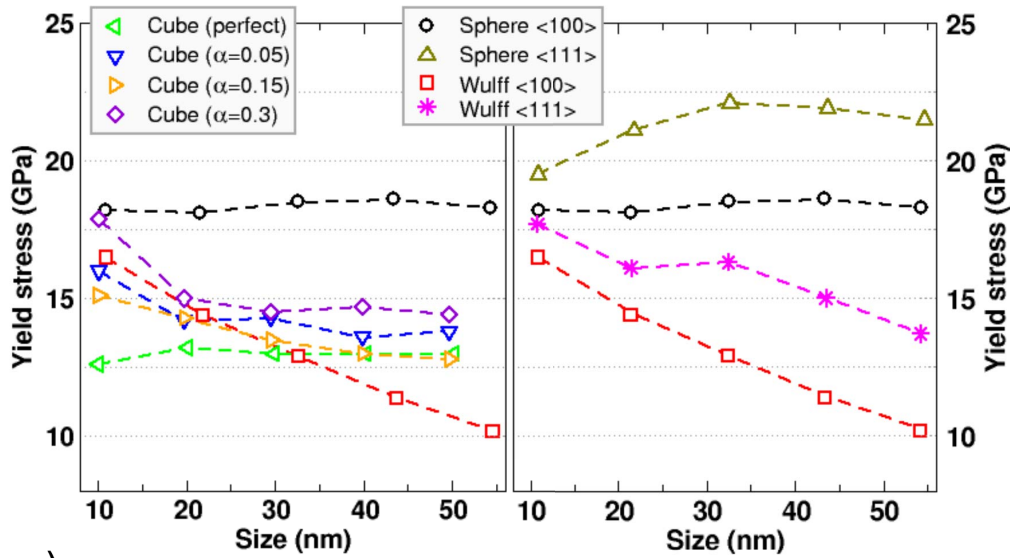 25
20
15
10
Yield stress (GPa)
Cube (perfect)
Cube (α=0.05)
Cube (α=0.15)
Cube (α=0.3)
10 20 30 40 50
Size (nm)
Sphere <100>
Sphere <111>
Wulff <100>
Wulff <111>
10 20 30 40 50
Size (nm)
25
20
15
10
Yield stress (GPa)
)